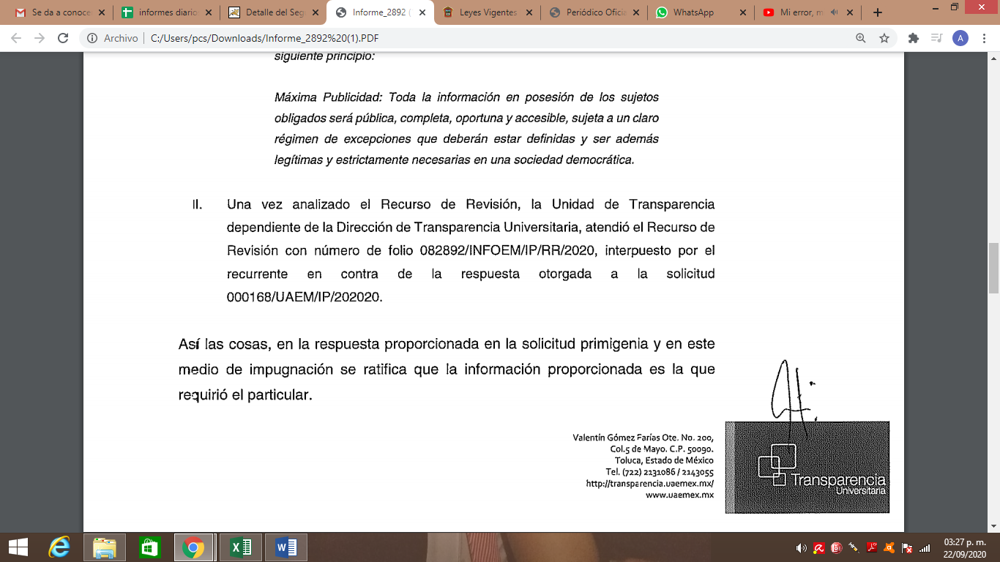 Se da a conoce
informes diario
Detalle del Seg
Informe_2892 (
Leyes Vigentes
Periódico Oficia
WhatsApp
Mi error, m
Archivo
C:/Users/pcs/Downloads/Informe_2892%20(1).PDF
A
siguiente principio:
Máxima Publicidad: Toda la información en posesión de los sujetos
obligados será pública, completa, oportuna y accesible, sujeta a un claro
régimen de excepciones que deberán estar definidas y ser además
legítimas y estrictamente necesarias en una sociedad democrática.
II. Una vez analizado el Recurso de Revisión, la Unidad de Transparencia
dependiente de la Dirección de Transparencia Universitaria, atendió el Recurso de
Revisión con número de folio 082892/INFOEM/IP/RR/2020, interpuesto por el
recurrente en contra de la respuesta otorgada a la solicitud
000168/UAEM/IP/202020.
Así las cosas, en la respuesta proporcionada en la solicitud primigenia y en este
medio de impugnación se ratifica que la información proporcionada es la que
requirió el particular.
Valentín Gómez Farías Ote. No. 200,
Col.5 de Mayo. C.P. 50090.
Toluca, Estado de México
Tel. (722) 2231086 / 2143055
http://transparencia.uaemex.mx/
www.uaemex.mx
Transparencia
Universitaria
03:27 p. m.
22/09/2020